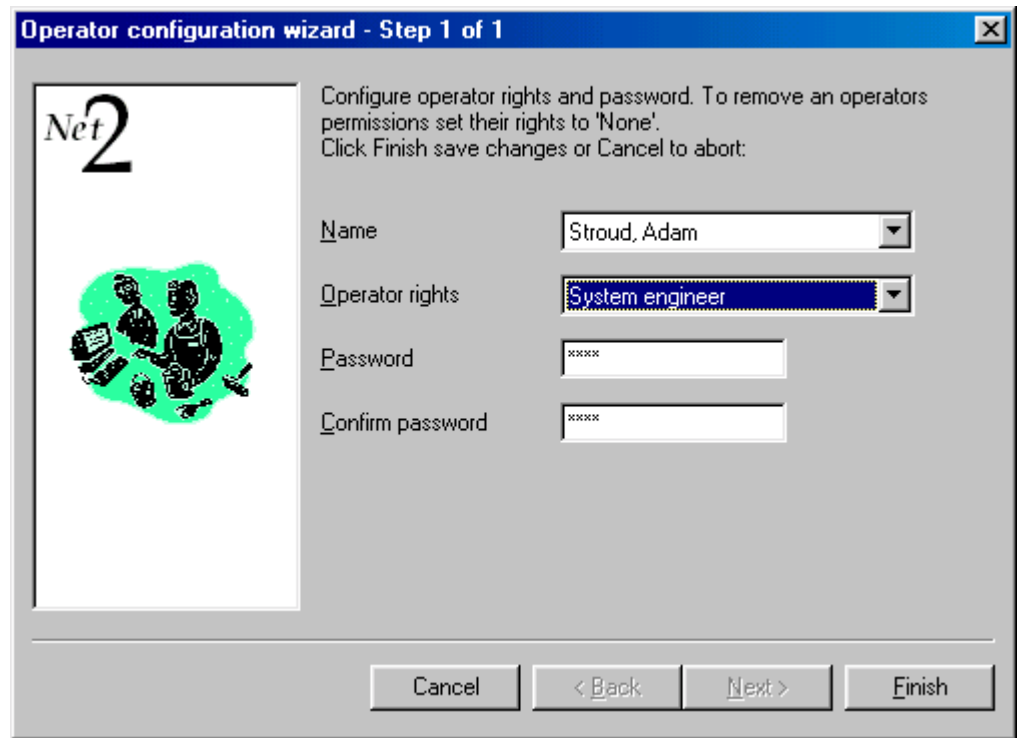 Operator configuration wizard - Step 1 of 1
Net2
Configure operator rights and password. To remove an operators
permissions set their rights to 'None'.
Click Finish save changes or Cancel to abort:
Name
Stroud, Adam
Operator rights
System engineer
Password
****
Confirm password
****
Cancel
< Back
Next >
Finish